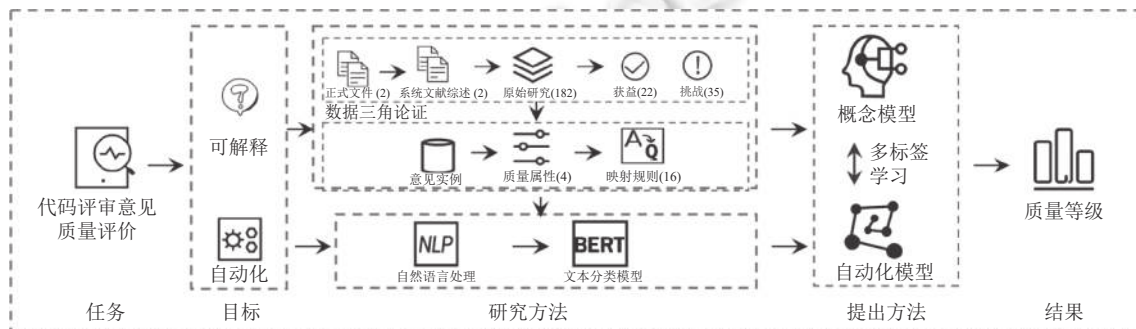 代码评审意见
质量评价
任务
可解释
自动化
目标
正式文件 (2)
系统文献综述 (2)
原始研究(182)
获益(22)
挑战(35)
数据三角论证
意见实例
质量属性(4)
A
Q
映射规则(16)
NLP
自然语言处理
BERT
文本分类模型
研究方法
概念模型
多标签
学习
自动化模型
提出方法
质量等级
结果